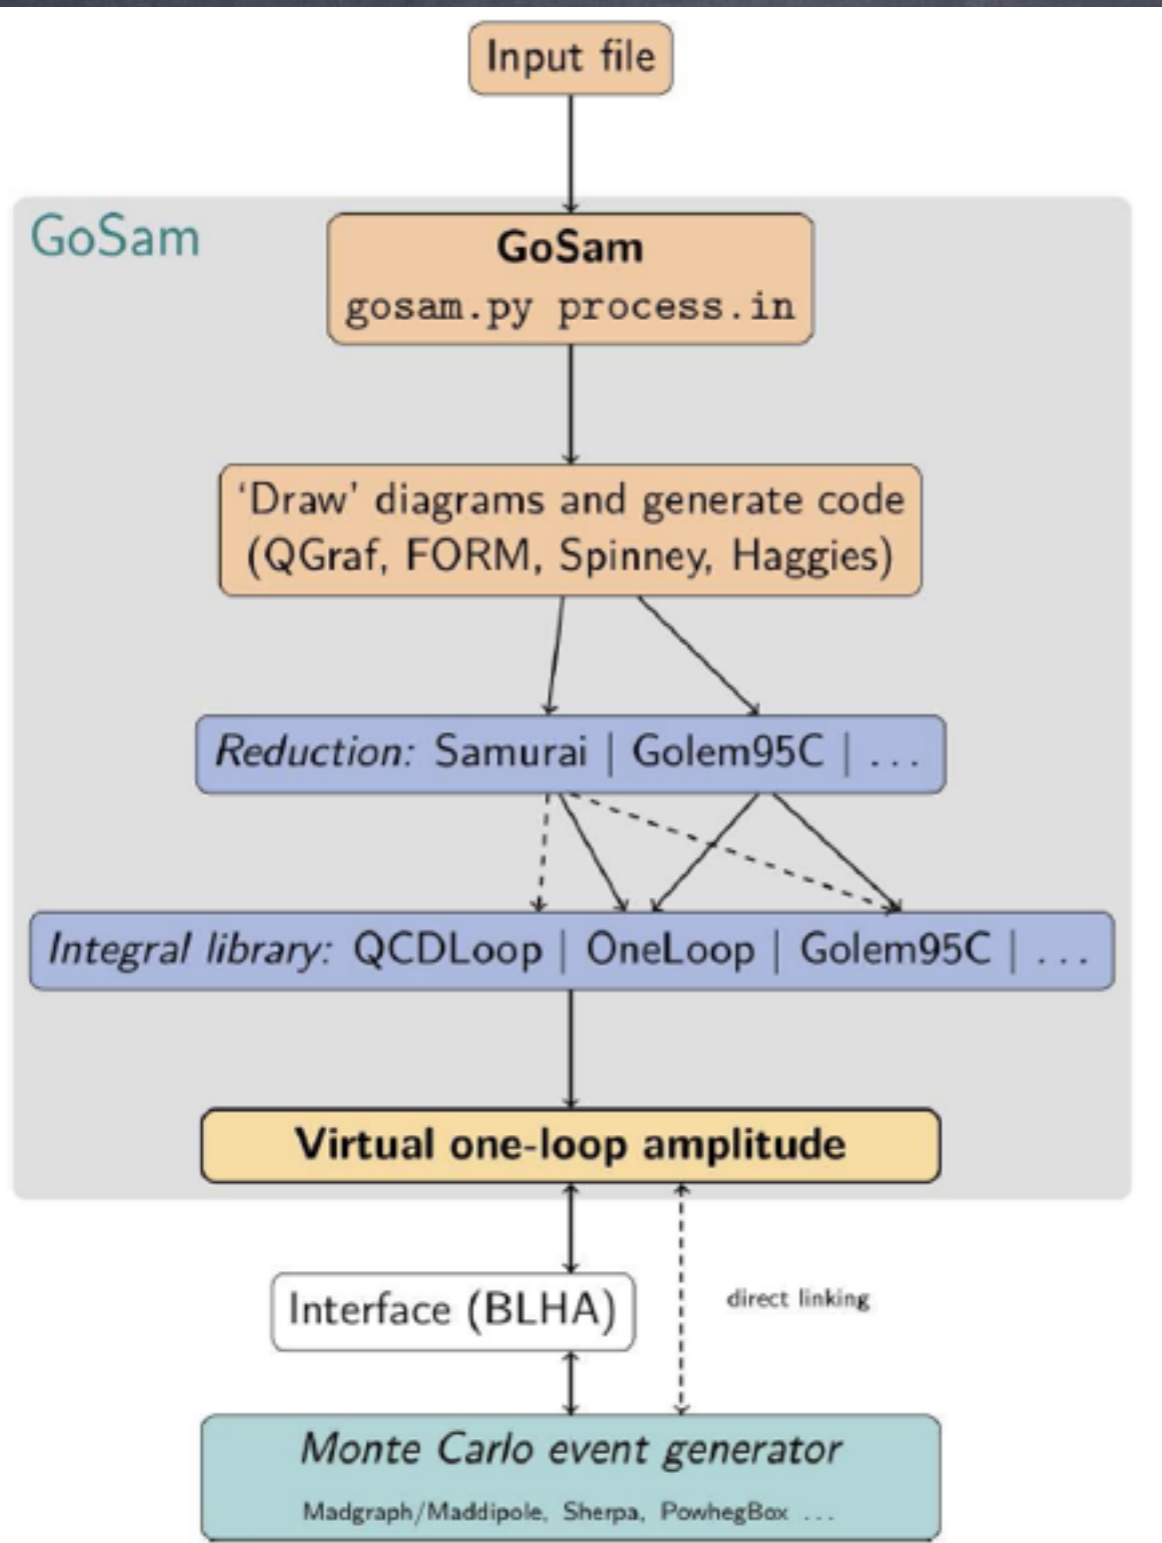 Input file
GoSam
GoSam
gosam.py process.in
‘Draw’ diagrams and generate code
(QGraf, FORM, Spinney, Haggies)
Reduction: Samurai | Golem95C | ...
Integral library: QCDLoop | OneLoop | Golem95C | ...
Virtual one-loop amplitude
Interface (BLHA)
direct linking
Monte Carlo event generator
Madgraph/Maddipole, Sherpa, PowhegBox ...